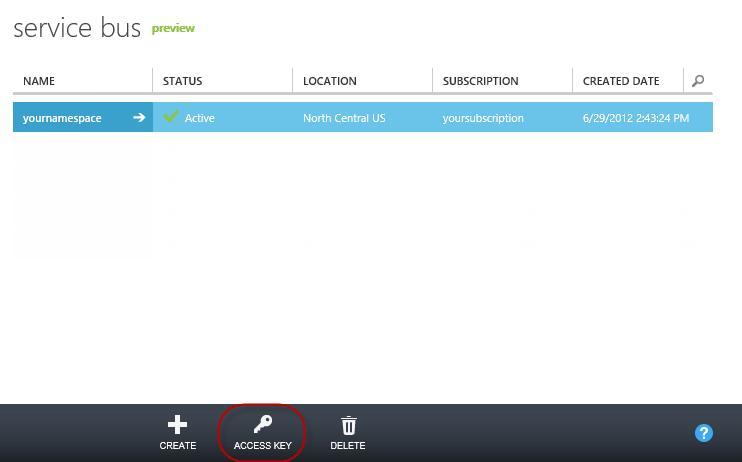 service bus preview
NAME STATUS LOCATION SUBSCRIPTION CREATED DATE
yournamespace Active North Central US yoursubscription 6/29/2012 2:43:24 PM
CREATE ACCESS KEY DELETE ?